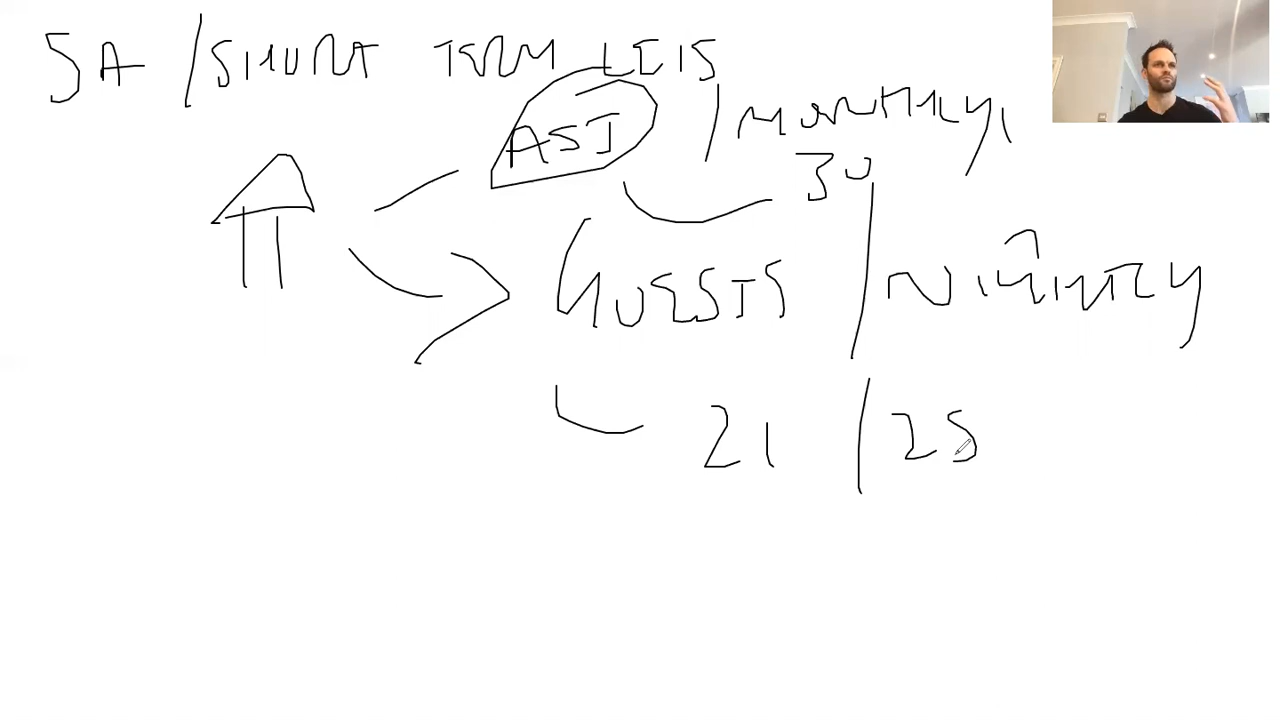 SA / SHORT TERM LETS
AST / MONTHLY
30
GUESTS / NIGHTLY
21 / 25